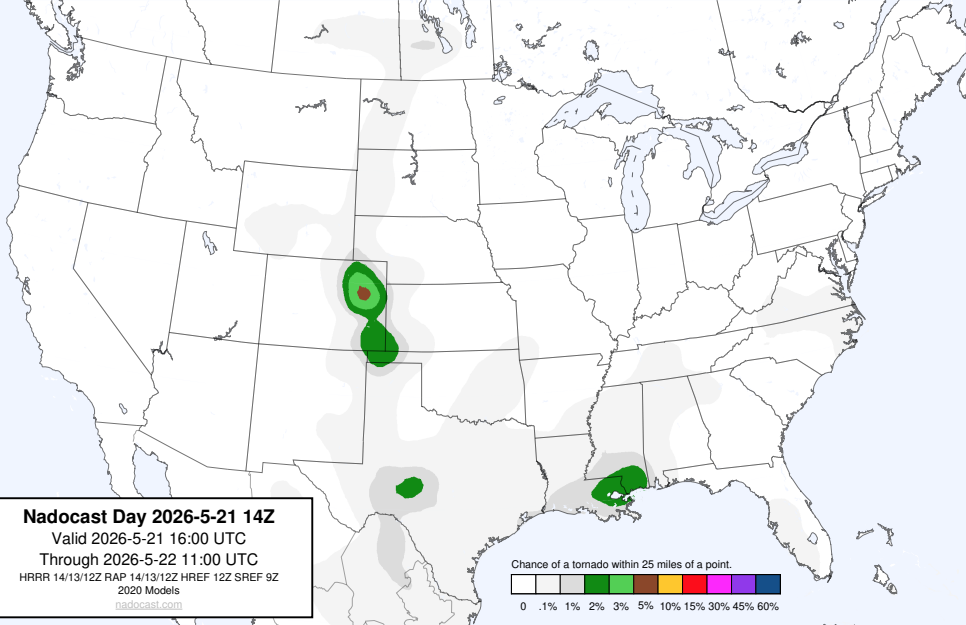 Nadocast Day 2026-5-21 14Z
Valid 2026-5-21 16:00 UTC
Through 2026-5-22 11:00 UTC
HRRR 14/13/12Z RAP 14/13/12Z HREF 12Z SREF 9Z
2020 Models
nadocast.com
Chance of a tornado within 25 miles of a point.
0 .1% 1% 2% 3% 5% 10% 15% 30% 45% 60%